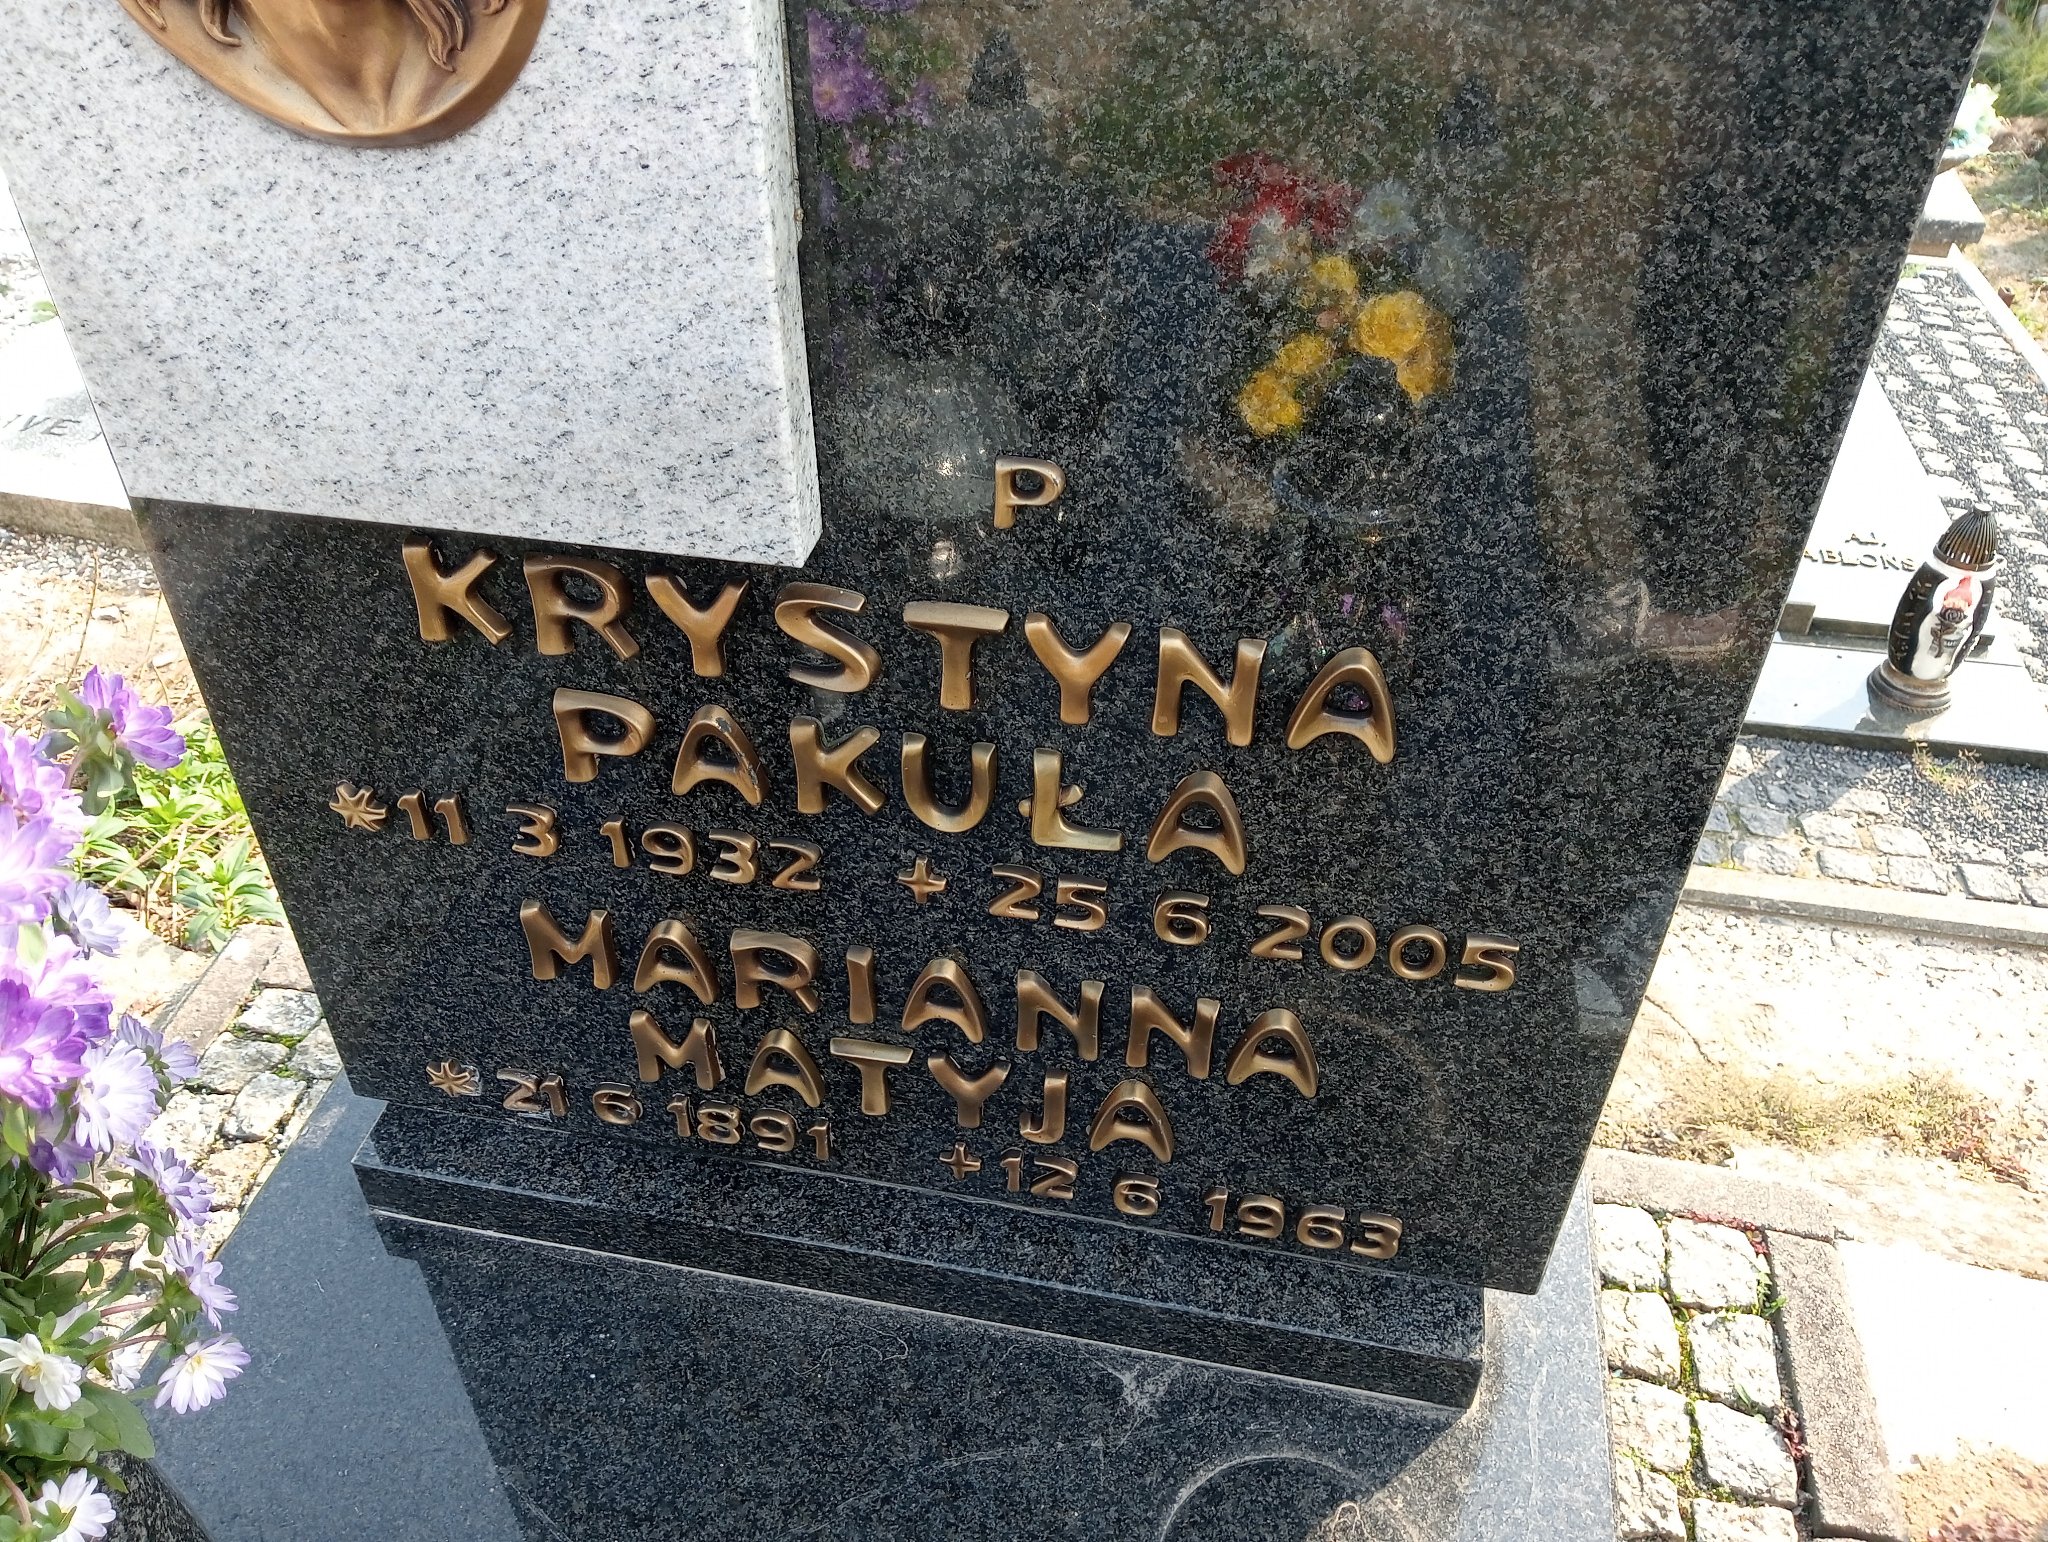 P
KRYSTYNA
PAKUŁA
* 11 3 1932 + 25 6 2005
MARIANNA
MATYJA
* 21 6 1891 + 12 6 1963